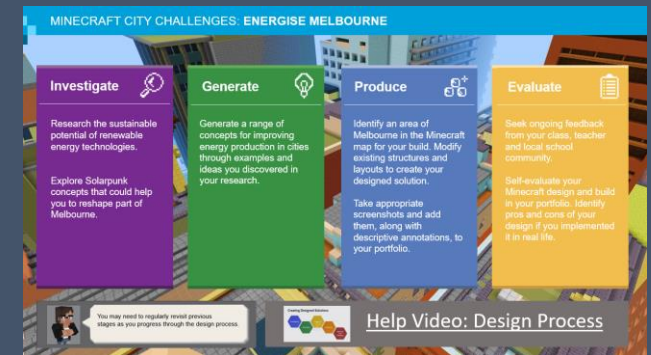 MINECRAFT CITY CHALLENGES: ENERGISE MELBOURNE
Investigate
Research the sustainable
potential of renewable
energy technologies.
Explore Solarpunk
concepts that could help
you to reshape part of
Melbourne.
Generate
Generate a range of
concepts for improving
energy production in cities
through examples and
ideas you discovered in
your research.
Produce
Identify an area of
Melbourne in the Minecraft
map for your build. Modify
existing structures and
layouts to create your
designed solution.
Take appropriate
screenshots and add
them, along with
descriptive annotations, to
your portfolio.
Evaluate
Seek ongoing feedback
from your class, teacher
and local school
community.
Self-evaluate your
Minecraft design and build
in your portfolio. Identify
pros and cons of your
design if you implemented
it in real life.
You may need to regularly revisit previous
stages as you progress through the design process.
Creating Designed Solutions
Help Video: Design Process